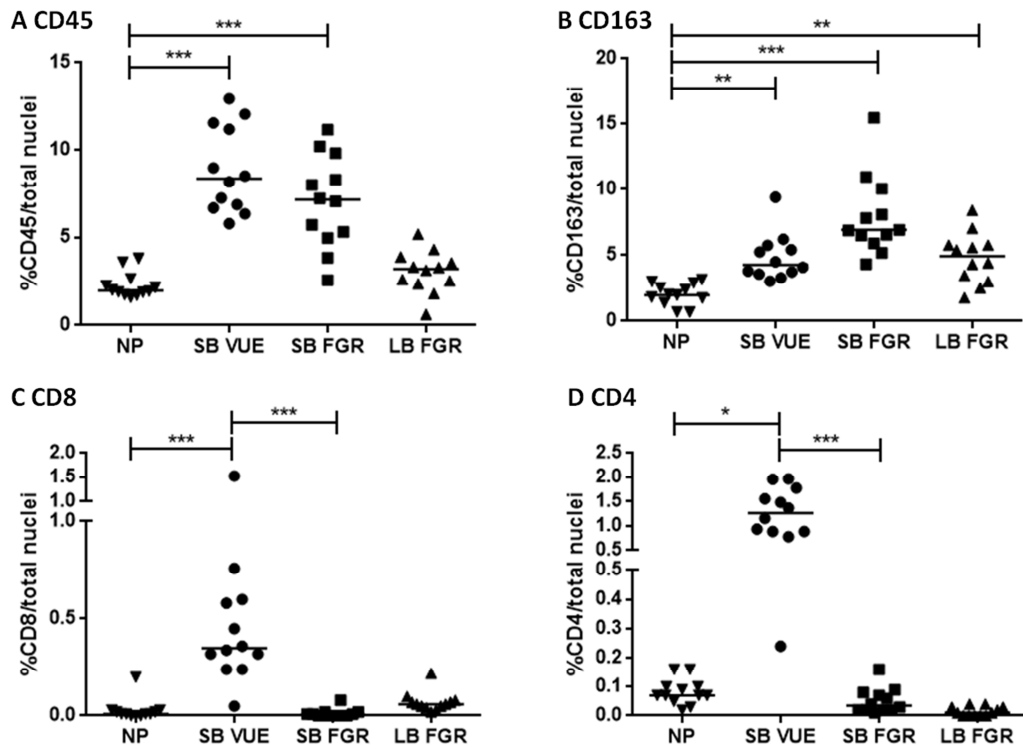 A CD45
***
***
%CD45/total nuclei
15
10
5
0
NP SB VUE SB FGR LB FGR
B CD163
**
***
**
%CD163/total nuclei
20
15
10
5
0
NP SB VUE SB FGR LB FGR
C CD8
***
***
%CD8/total nuclei
2.0
1.5
1.0
1.0
0.5
0.0
NP SB VUE SB FGR LB FGR
D CD4
*
***
%CD4/total nuclei
2.5
2.0
1.5
1.0
0.5
0.5
0.4
0.3
0.2
0.1
0.0
NP SB VUE SB FGR LB FGR